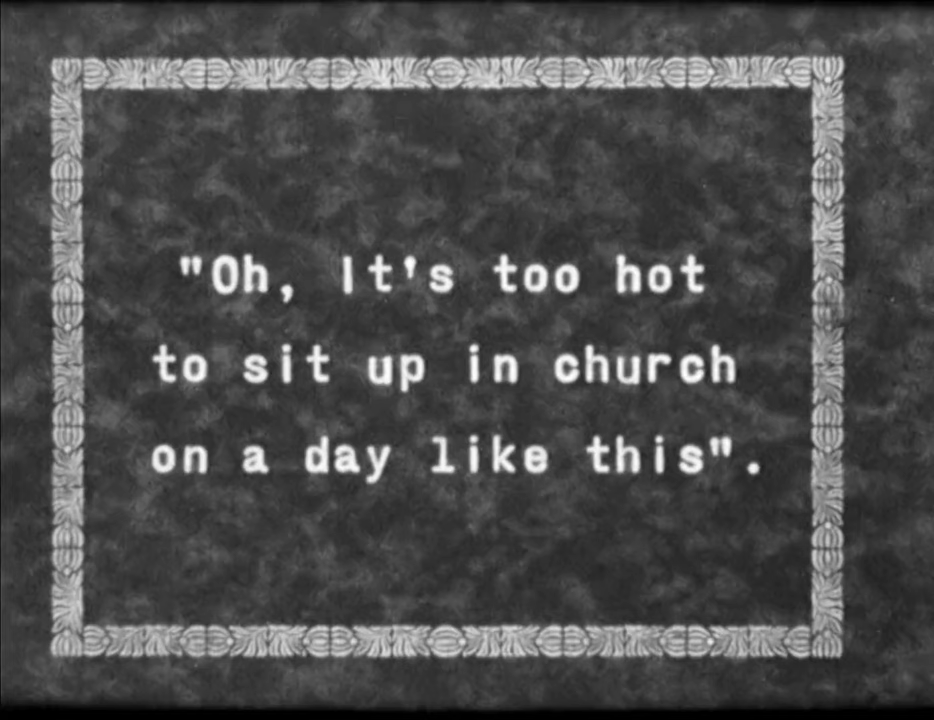 "Oh, It's too hot
to sit up in church
on a day like this".